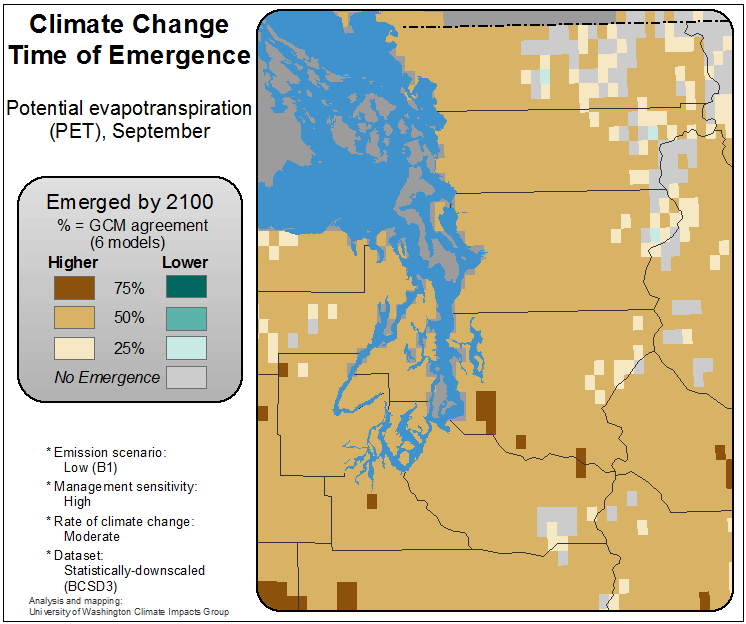 Climate Change
Time of Emergence
Potential evapotranspiration
(PET), September
Emerged by 2100
% = GCM agreement
(6 models)
Higher Lower
75%
50%
25%
No Emergence
* Emission scenario:
Low (B1)
* Management sensitivity:
High
* Rate of climate change:
Moderate
* Dataset:
Statistically-downscaled
(BCSD3)
Analysis and mapping:
University of Washington Climate Impacts Group